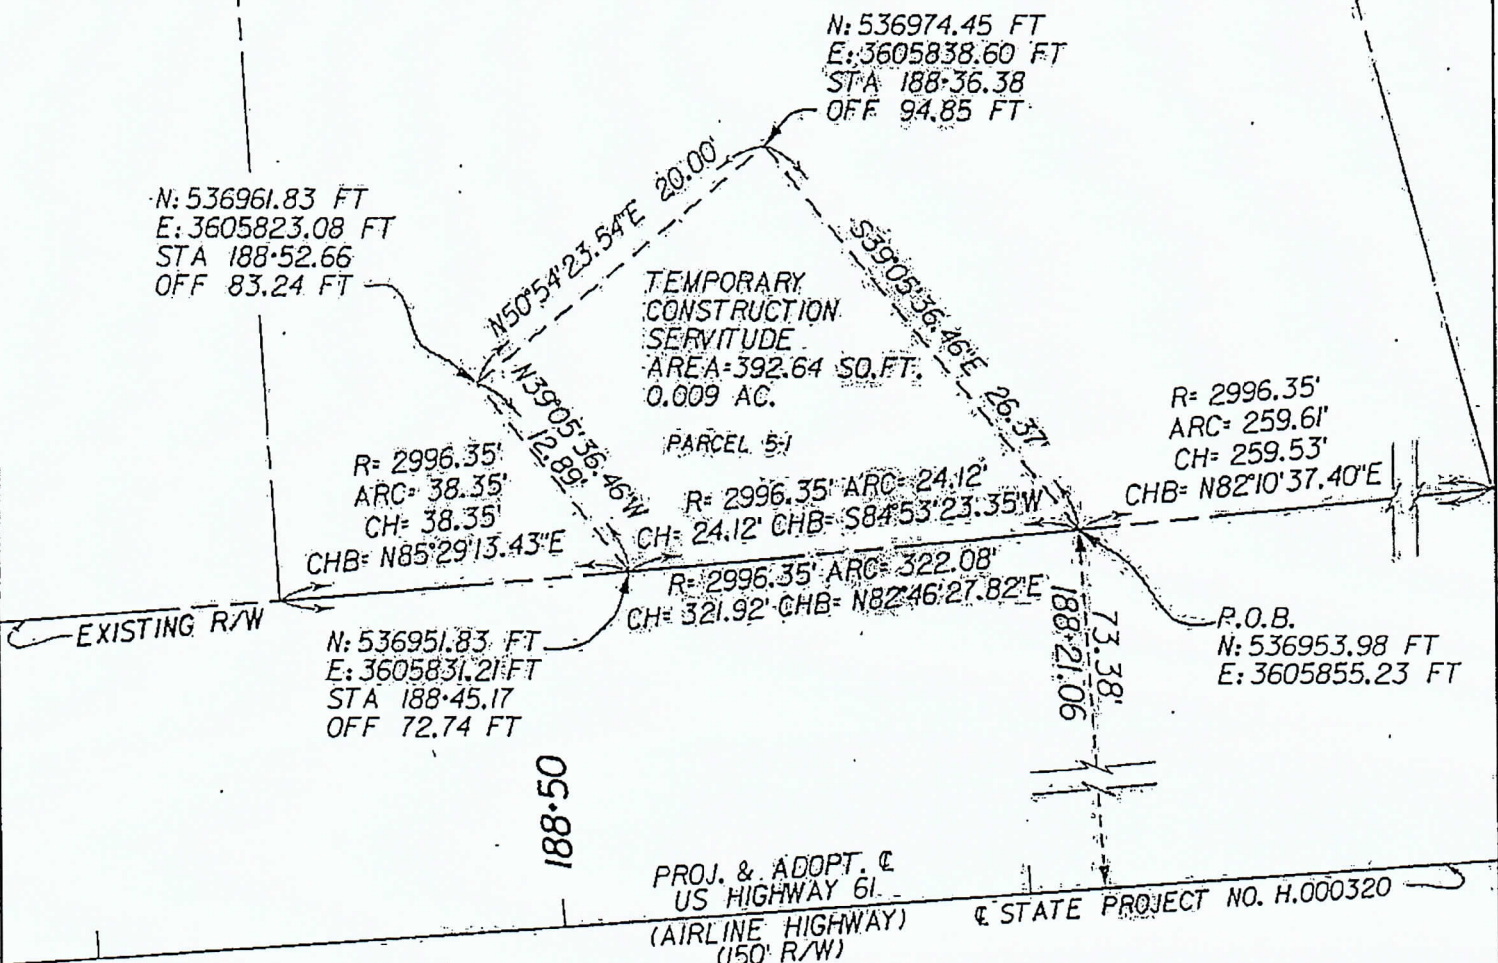 N: 536974.45 FT
E: 3605838.60 FT
STA 188+36.38
OFF 94.85 FT
N: 536961.83 FT
E: 3605823.08 FT
STA 188+52.66
OFF 83.24 FT
N50°54'23.54"E 20.00'
S39°05'36.46"E 26.37'
TEMPORARY
CONSTRUCTION
SERVITUDE
AREA=392.64 SQ.FT.
0.009 AC.
PARCEL 5-1
N39°05'36.46"W
12.89'
R= 2996.35'
ARC= 38.35'
CH= 38.35'
CHB= N85°29'13.43"E
R= 2996.35' ARC= 24.12'
CH= 24.12' CHB= S84°53'23.35"W
R= 2996.35' ARC= 322.08'
CH= 321.92' CHB= N82°46'27.82"E
R= 2996.35'
ARC= 259.61'
CH= 259.53'
CHB= N82°10'37.40"E
EXISTING R/W
N: 536951.83 FT
E: 3605831.21 FT
STA 188+45.17
OFF 72.74 FT
73.38'
188+21.06
P.O.B.
N: 536953.98 FT
E: 3605855.23 FT
188+50
PROJ. & ADOPT. ℄
US HIGHWAY 61
(AIRLINE HIGHWAY)
(150' R/W)
℄ STATE PROJECT NO. H.000320